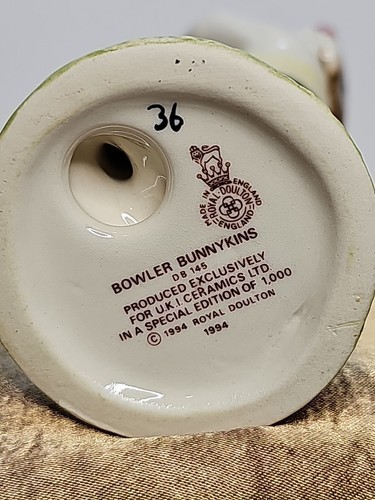 36
MADE IN ENGLAND
ROYAL DOULTON
ENGLAND
BOWLER BUNNYKINS
DB 145
PRODUCED EXCLUSIVELY
FOR U.K.I CERAMICS LTD.
IN A SPECIAL EDITION OF 1,000
© 1994 ROYAL DOULTON
1994